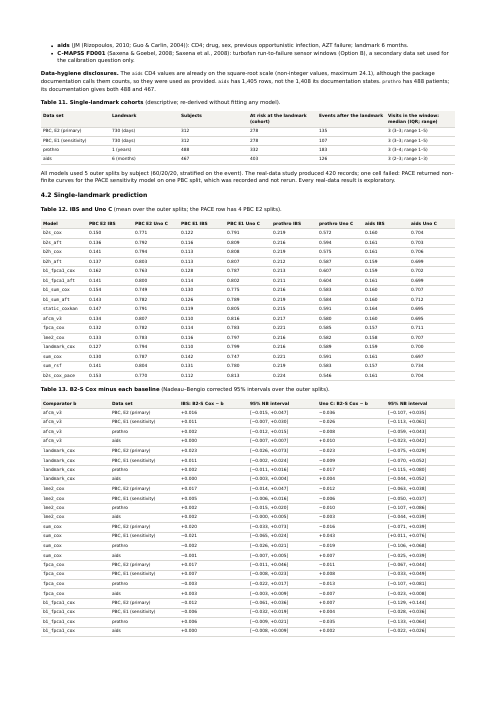 • aids (JM (Rizopoulos, 2010; Guo & Carlin, 2004)): CD4; drug, sex, previous opportunistic infection, AZT failure; landmark 6 months.
• C-MAPSS FD001 (Saxena & Goebel, 2008; Saxena et al., 2008): turbofan run-to-failure sensor windows (Option B), a secondary data set used for
the calibration question only.
Data-hygiene disclosures. The aids CD4 values are already on the square-root scale (non-integer values, maximum 24.1), although the package
documentation calls them counts, so they were used as provided. aids has 1,405 rows, not the 1,408 its documentation states. prothro has 488 patients;
its documentation gives both 488 and 467.
Table 11. Single-landmark cohorts (descriptive; re-derived without fitting any model).
Data set Landmark Subjects At risk at the landmark (cohort) Events after the landmark Visits in the window: median (IQR; range)
PBC, E2 (primary) 730 (days) 312 278 135 3 (3–3; range 1–5)
PBC, E1 (sensitivity) 730 (days) 312 278 107 3 (3–3; range 1–5)
prothro 1 (years) 488 332 183 3 (3–4; range 1–5)
aids 6 (months) 467 403 126 3 (2–3; range 1–3)
All models used 5 outer splits by subject (60/20/20, stratified on the event). The real-data study produced 420 records; one cell failed: PACE returned non-
finite curves for the PACE sensitivity model on one PBC split, which was recorded and not rerun. Every real-data result is exploratory.
4.2 Single-landmark prediction
Table 12. IBS and Uno C (mean over the outer splits; the PACE row has 4 PBC E2 splits).
Model PBC E2 IBS PBC E2 Uno C PBC E1 IBS PBC E1 Uno C prothro IBS prothro Uno C aids IBS aids Uno C
b2s_cox 0.150 0.771 0.122 0.791 0.219 0.572 0.160 0.704
b2s_aft 0.136 0.792 0.116 0.809 0.216 0.594 0.161 0.703
b2h_cox 0.141 0.794 0.113 0.808 0.219 0.575 0.161 0.706
b2h_aft 0.137 0.803 0.113 0.807 0.212 0.587 0.159 0.699
b1_fpca1_cox 0.162 0.763 0.128 0.787 0.213 0.607 0.159 0.702
b1_fpca1_aft 0.141 0.800 0.114 0.802 0.211 0.604 0.161 0.699
b1_sum_cox 0.154 0.749 0.130 0.775 0.216 0.583 0.160 0.707
b1_sum_aft 0.143 0.782 0.126 0.789 0.219 0.584 0.160 0.712
static_coxnam 0.147 0.791 0.119 0.805 0.215 0.591 0.164 0.695
afcm_v3 0.134 0.807 0.110 0.816 0.217 0.580 0.160 0.695
fpca_cox 0.132 0.782 0.114 0.783 0.221 0.585 0.157 0.711
lme2_cox 0.133 0.783 0.116 0.797 0.216 0.582 0.158 0.707
landmark_cox 0.127 0.794 0.110 0.799 0.216 0.589 0.159 0.700
sum_cox 0.130 0.787 0.142 0.747 0.221 0.591 0.161 0.697
sum_rsf 0.141 0.803 0.131 0.780 0.219 0.583 0.157 0.734
b2s_cox_pace 0.153 0.770 0.112 0.813 0.224 0.546 0.161 0.704
Table 13. B2-S Cox minus each baseline (Nadeau–Bengio corrected 95% intervals over the outer splits).
Comparator b Data set IBS: B2-S Cox − b 95% NB interval Uno C: B2-S Cox − b 95% NB interval
afcm_v3 PBC, E2 (primary) +0.016 [−0.015, +0.047] −0.036 [−0.107, +0.035]
afcm_v3 PBC, E1 (sensitivity) +0.011 [−0.007, +0.030] −0.026 [−0.113, +0.061]
afcm_v3 prothro +0.002 [−0.012, +0.015] −0.008 [−0.059, +0.043]
afcm_v3 aids +0.000 [−0.007, +0.007] +0.010 [−0.023, +0.042]
landmark_cox PBC, E2 (primary) +0.023 [−0.026, +0.073] −0.023 [−0.075, +0.029]
landmark_cox PBC, E1 (sensitivity) +0.011 [−0.002, +0.024] −0.009 [−0.070, +0.052]
landmark_cox prothro +0.002 [−0.011, +0.016] −0.017 [−0.115, +0.080]
landmark_cox aids +0.000 [−0.003, +0.004] +0.004 [−0.044, +0.052]
lme2_cox PBC, E2 (primary) +0.017 [−0.014, +0.047] −0.012 [−0.063, +0.038]
lme2_cox PBC, E1 (sensitivity) +0.005 [−0.006, +0.016] −0.006 [−0.050, +0.037]
lme2_cox prothro +0.002 [−0.015, +0.020] −0.010 [−0.107, +0.086]
lme2_cox aids +0.002 [−0.000, +0.005] −0.003 [−0.044, +0.039]
sum_cox PBC, E2 (primary) +0.020 [−0.033, +0.073] −0.016 [−0.071, +0.039]
sum_cox PBC, E1 (sensitivity) −0.021 [−0.065, +0.024] +0.043 [+0.011, +0.076]
sum_cox prothro −0.002 [−0.026, +0.021] −0.019 [−0.106, +0.068]
sum_cox aids −0.001 [−0.007, +0.005] +0.007 [−0.025, +0.039]
fpca_cox PBC, E2 (primary) +0.017 [−0.011, +0.046] −0.011 [−0.067, +0.044]
fpca_cox PBC, E1 (sensitivity) +0.007 [−0.008, +0.023] +0.008 [−0.033, +0.049]
fpca_cox prothro −0.003 [−0.022, +0.017] −0.013 [−0.107, +0.081]
fpca_cox aids +0.003 [−0.003, +0.009] −0.007 [−0.023, +0.008]
b1_fpca1_cox PBC, E2 (primary) −0.012 [−0.061, +0.036] +0.007 [−0.129, +0.144]
b1_fpca1_cox PBC, E1 (sensitivity) −0.006 [−0.032, +0.019] +0.004 [−0.028, +0.036]
b1_fpca1_cox prothro +0.006 [−0.009, +0.021] −0.035 [−0.133, +0.064]
b1_fpca1_cox aids +0.000 [−0.008, +0.009] +0.002 [−0.022, +0.026]